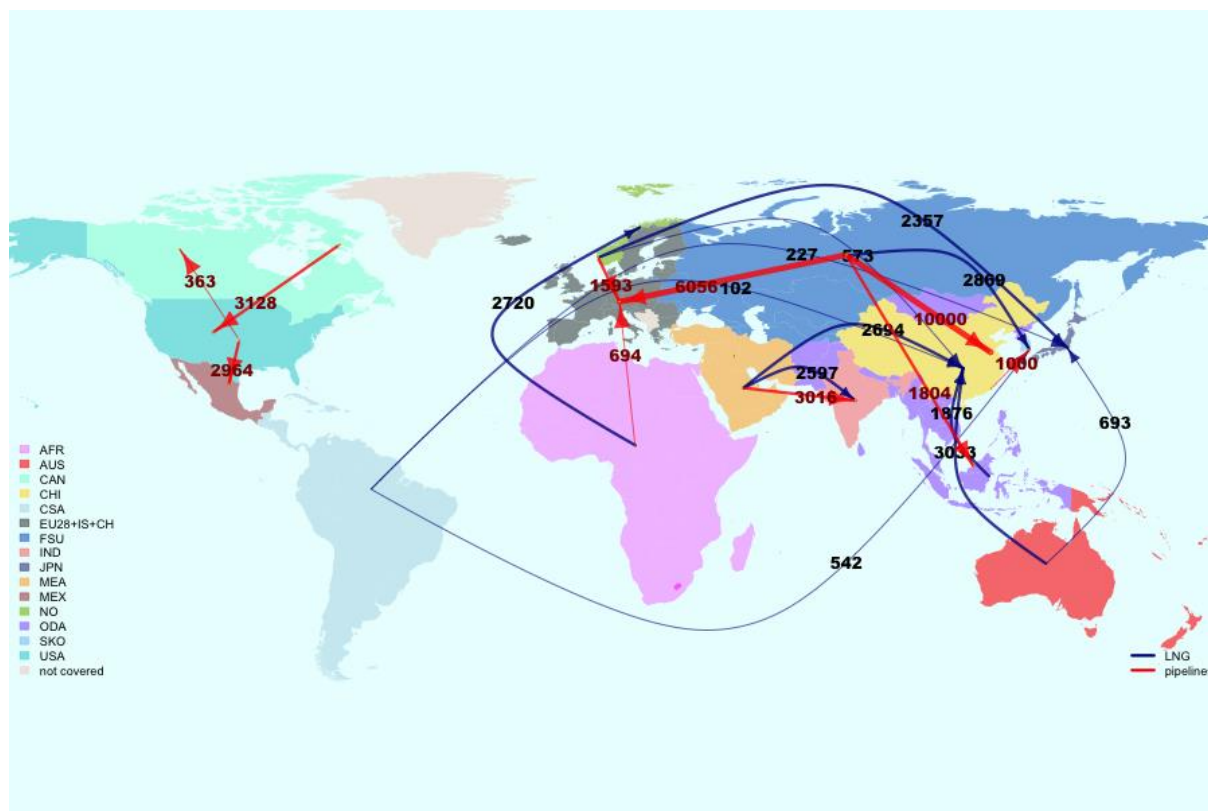 2357
227
573
2869
363
3128
2720
1593
6056
102
10000
2694
694
1000
2964
2597
3016
1804
1876
693
3033
542
AFR
AUS
CAN
CHI
CSA
EU28+IS+CH
FSU
IND
JPN
MEA
MEX
NO
ODA
SKO
USA
not covered
LNG
pipelines